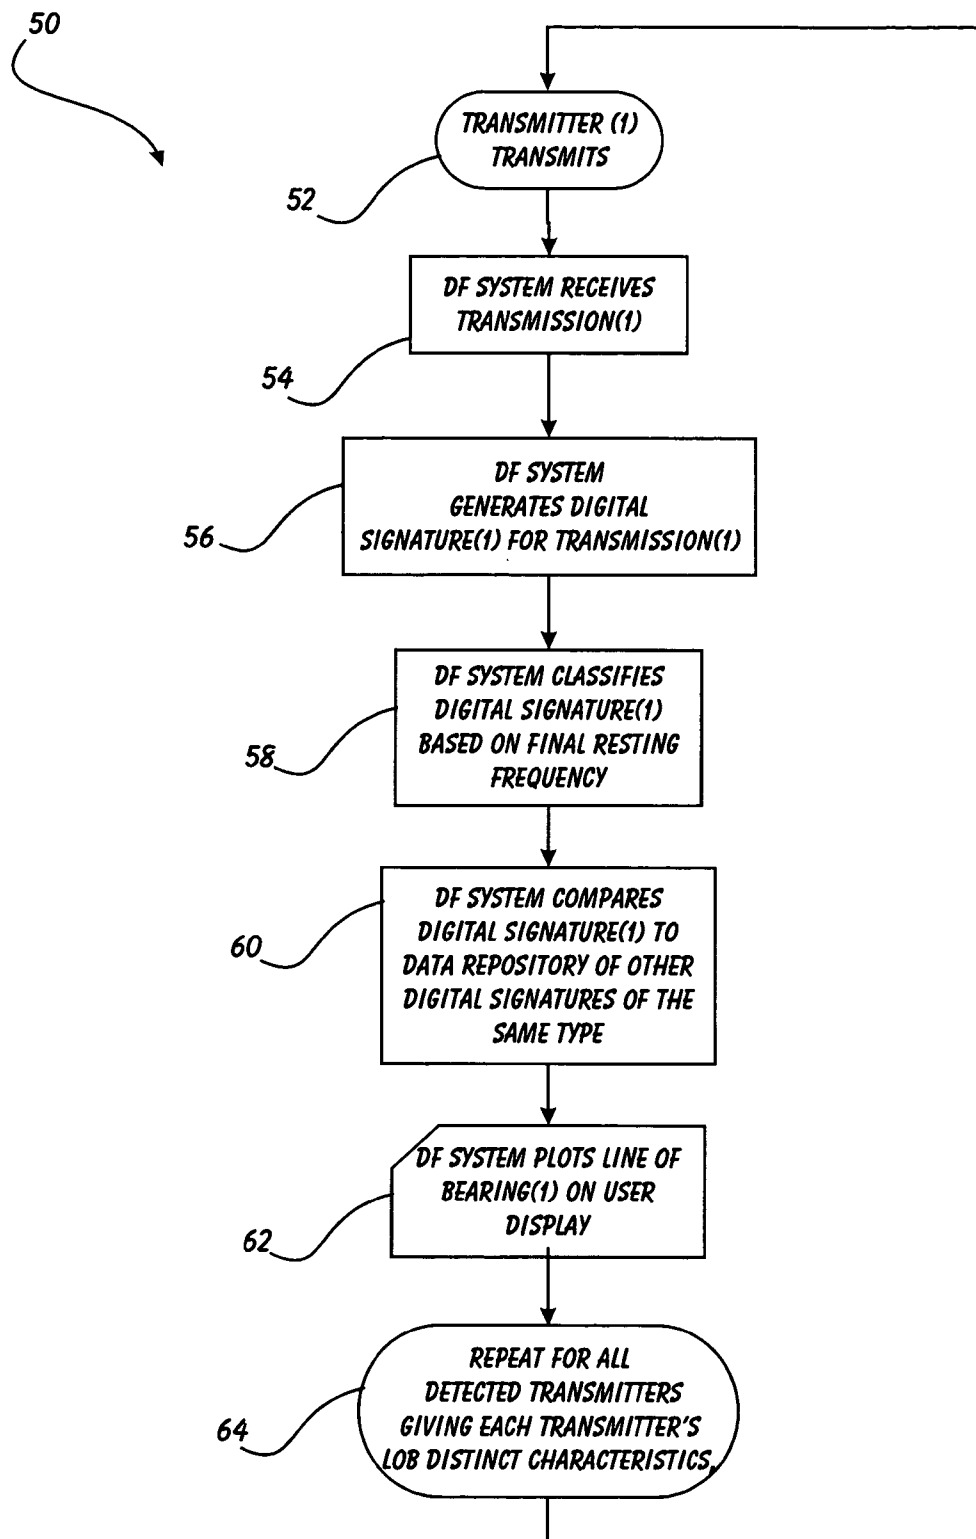 50
TRANSMITTER (1)
TRANSMITS
52
DF SYSTEM RECEIVES
TRANSMISSION(1)
54
DF SYSTEM
GENERATES DIGITAL
SIGNATURE(1) FOR TRANSMISSION(1)
56
DF SYSTEM CLASSIFIES
DIGITAL SIGNATURE(1)
BASED ON FINAL RESTING
FREQUENCY
58
DF SYSTEM COMPARES
DIGITAL SIGNATURE(1) TO
DATA REPOSITORY OF OTHER
DIGITAL SIGNATURES OF THE
SAME TYPE
60
DF SYSTEM PLOTS LINE OF
BEARING(1) ON USER
DISPLAY
62
REPEAT FOR ALL
DETECTED TRANSMITTERS
GIVING EACH TRANSMITTER'S
LOB DISTINCT CHARACTERISTICS,
64